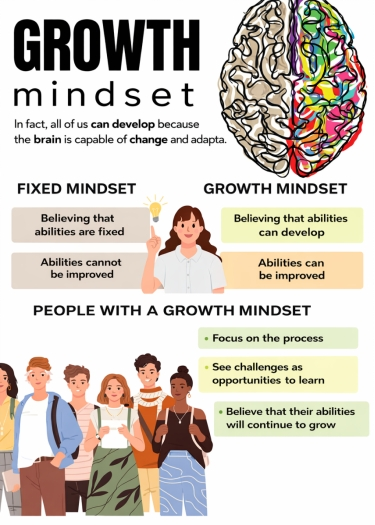 GROWTH
mindset
In fact, all of us can develop because
the brain is capable of change and adapta.
FIXED MINDSET
GROWTH MINDSET
Believing that
abilities are fixed
Believing that abilities
can develop
Abilities cannot
be improved
Abilities can
be improved
PEOPLE WITH A GROWTH MINDSET
• Focus on the process
• See challenges as
opportunities to learn
• Believe that their abilities
will continue to grow